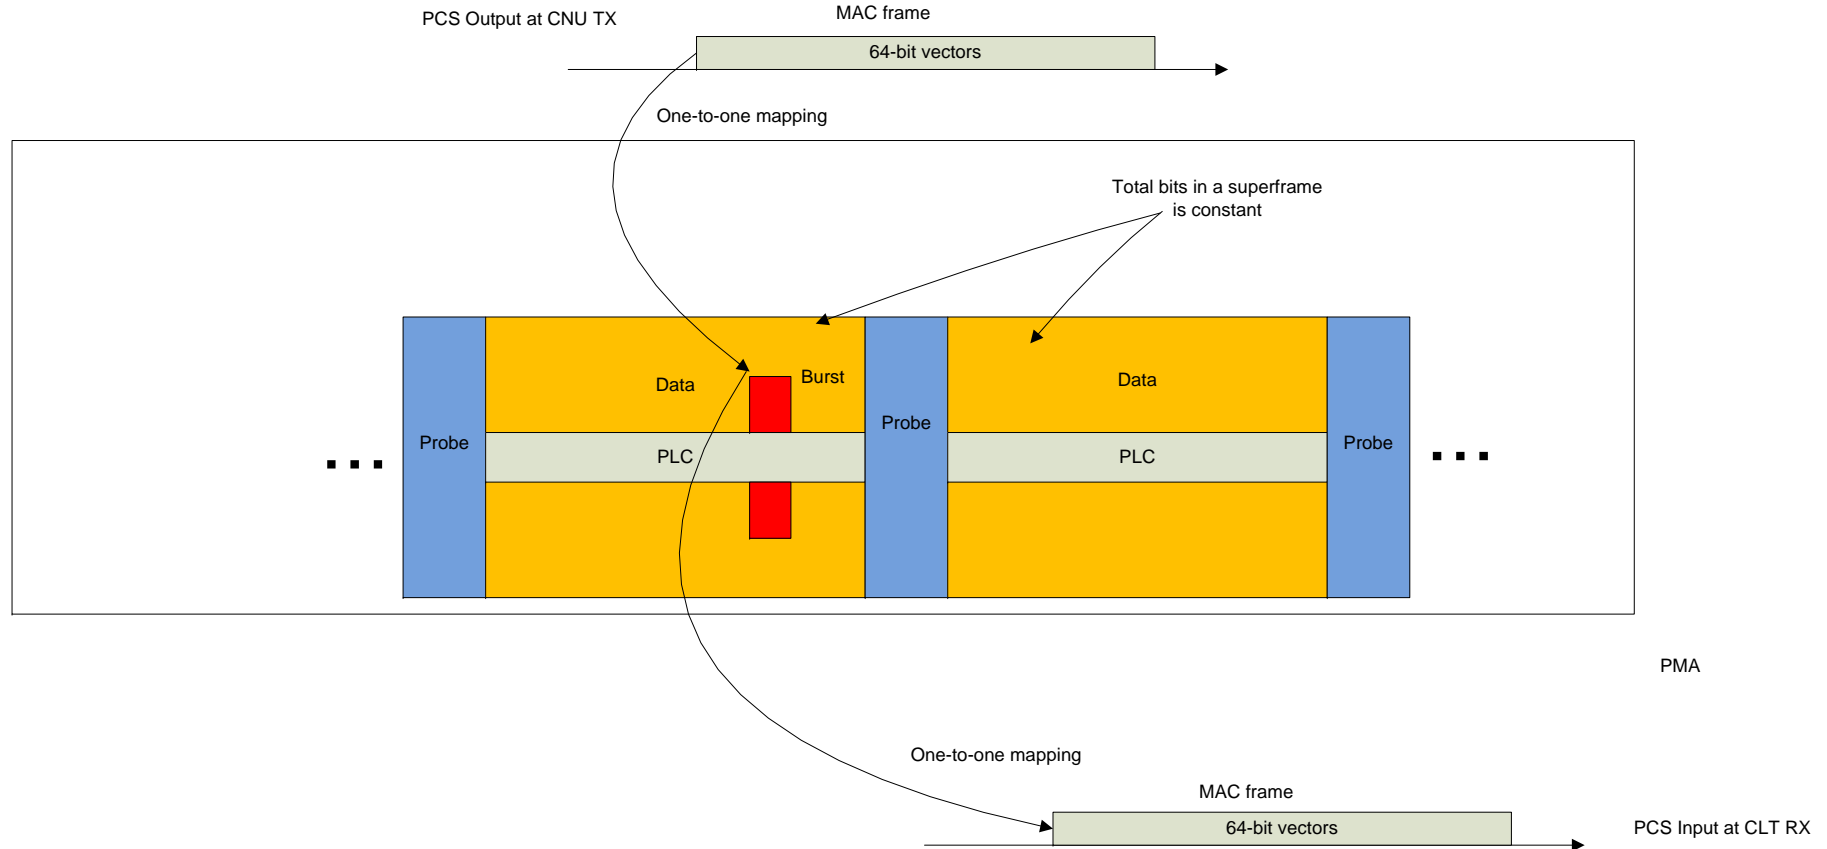 PCS Output at CNU TX
MAC frame
64-bit vectors
One-to-one mapping
Total bits in a superframe
is constant
Data
Burst
Data
Probe
Probe
Probe
PLC
PLC
PMA
One-to-one mapping
MAC frame
64-bit vectors
PCS Input at CLT RX